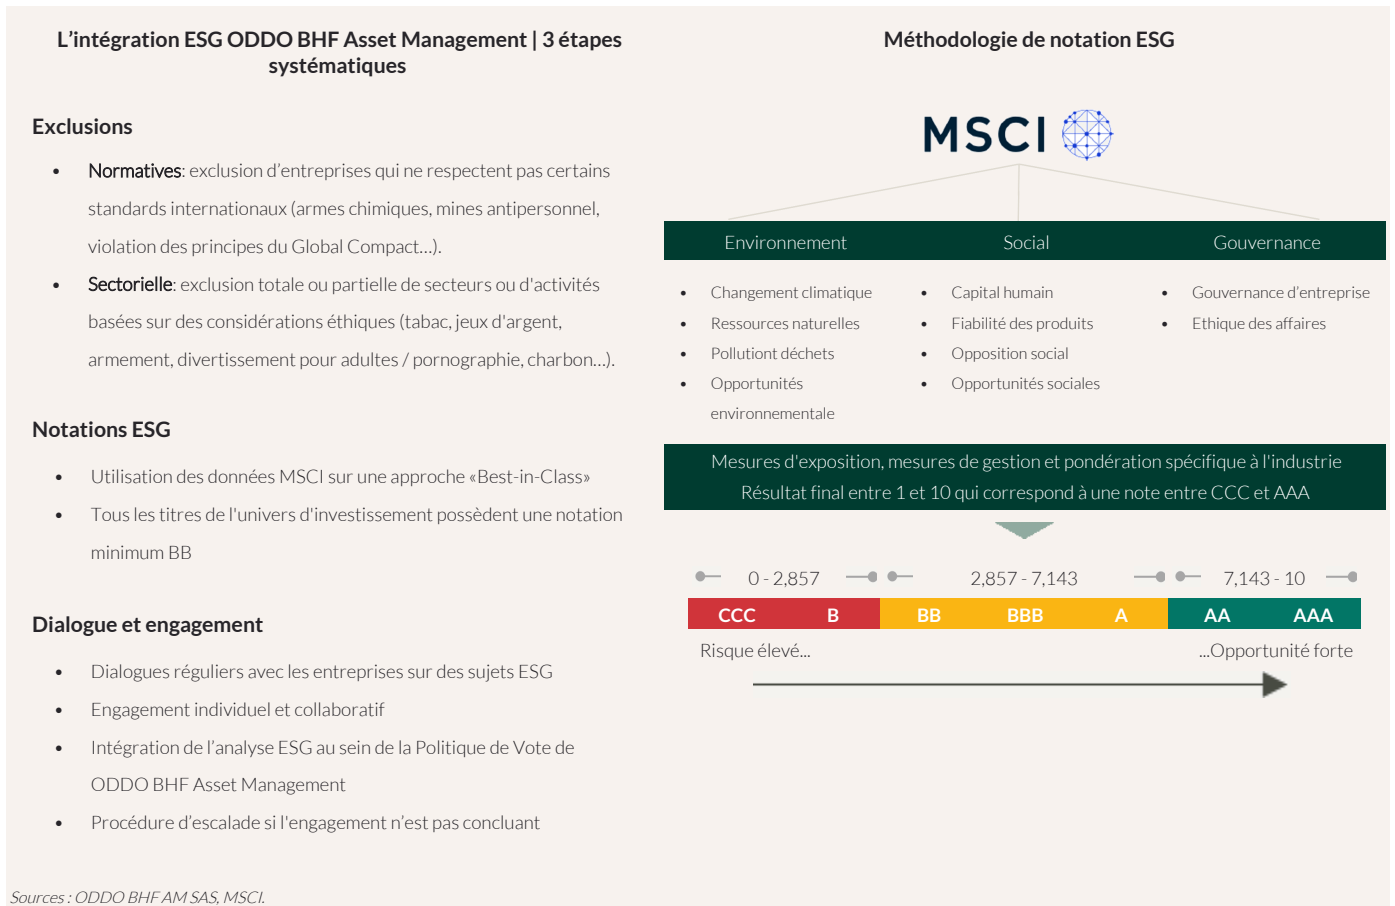 L’intégration ESG ODDO BHF Asset Management | 3 étapes
systématiques
Exclusions
• Normatives: exclusion d’entreprises qui ne respectent pas certains
standards internationaux (armes chimiques, mines antipersonnel,
violation des principes du Global Compact…).
• Sectorielle: exclusion totale ou partielle de secteurs ou d'activités
basées sur des considérations éthiques (tabac, jeux d'argent,
armement, divertissement pour adultes / pornographie, charbon…).
Notations ESG
• Utilisation des données MSCI sur une approche «Best-in-Class»
• Tous les titres de l'univers d'investissement possèdent une notation
minimum BB
Dialogue et engagement
• Dialogues réguliers avec les entreprises sur des sujets ESG
• Engagement individuel et collaboratif
• Intégration de l’analyse ESG au sein de la Politique de Vote de
ODDO BHF Asset Management
• Procédure d’escalade si l'engagement n’est pas concluant
Méthodologie de notation ESG
MSCI
Environnement Social Gouvernance
• Changement climatique
• Ressources naturelles
• Pollutiont déchets
• Opportunités
environnementale
• Capital humain
• Fiabilité des produits
• Opposition social
• Opportunités sociales
• Gouvernance d’entreprise
• Ethique des affaires
Mesures d'exposition, mesures de gestion et pondération spécifique à l'industrie
Résultat final entre 1 et 10 qui correspond à une note entre CCC et AAA
0 - 2,857 2,857 - 7,143 7,143 - 10
CCC B BB BBB A AA AAA
Risque élevé... ...Opportunité forte
Sources : ODDO BHF AM SAS, MSCI.